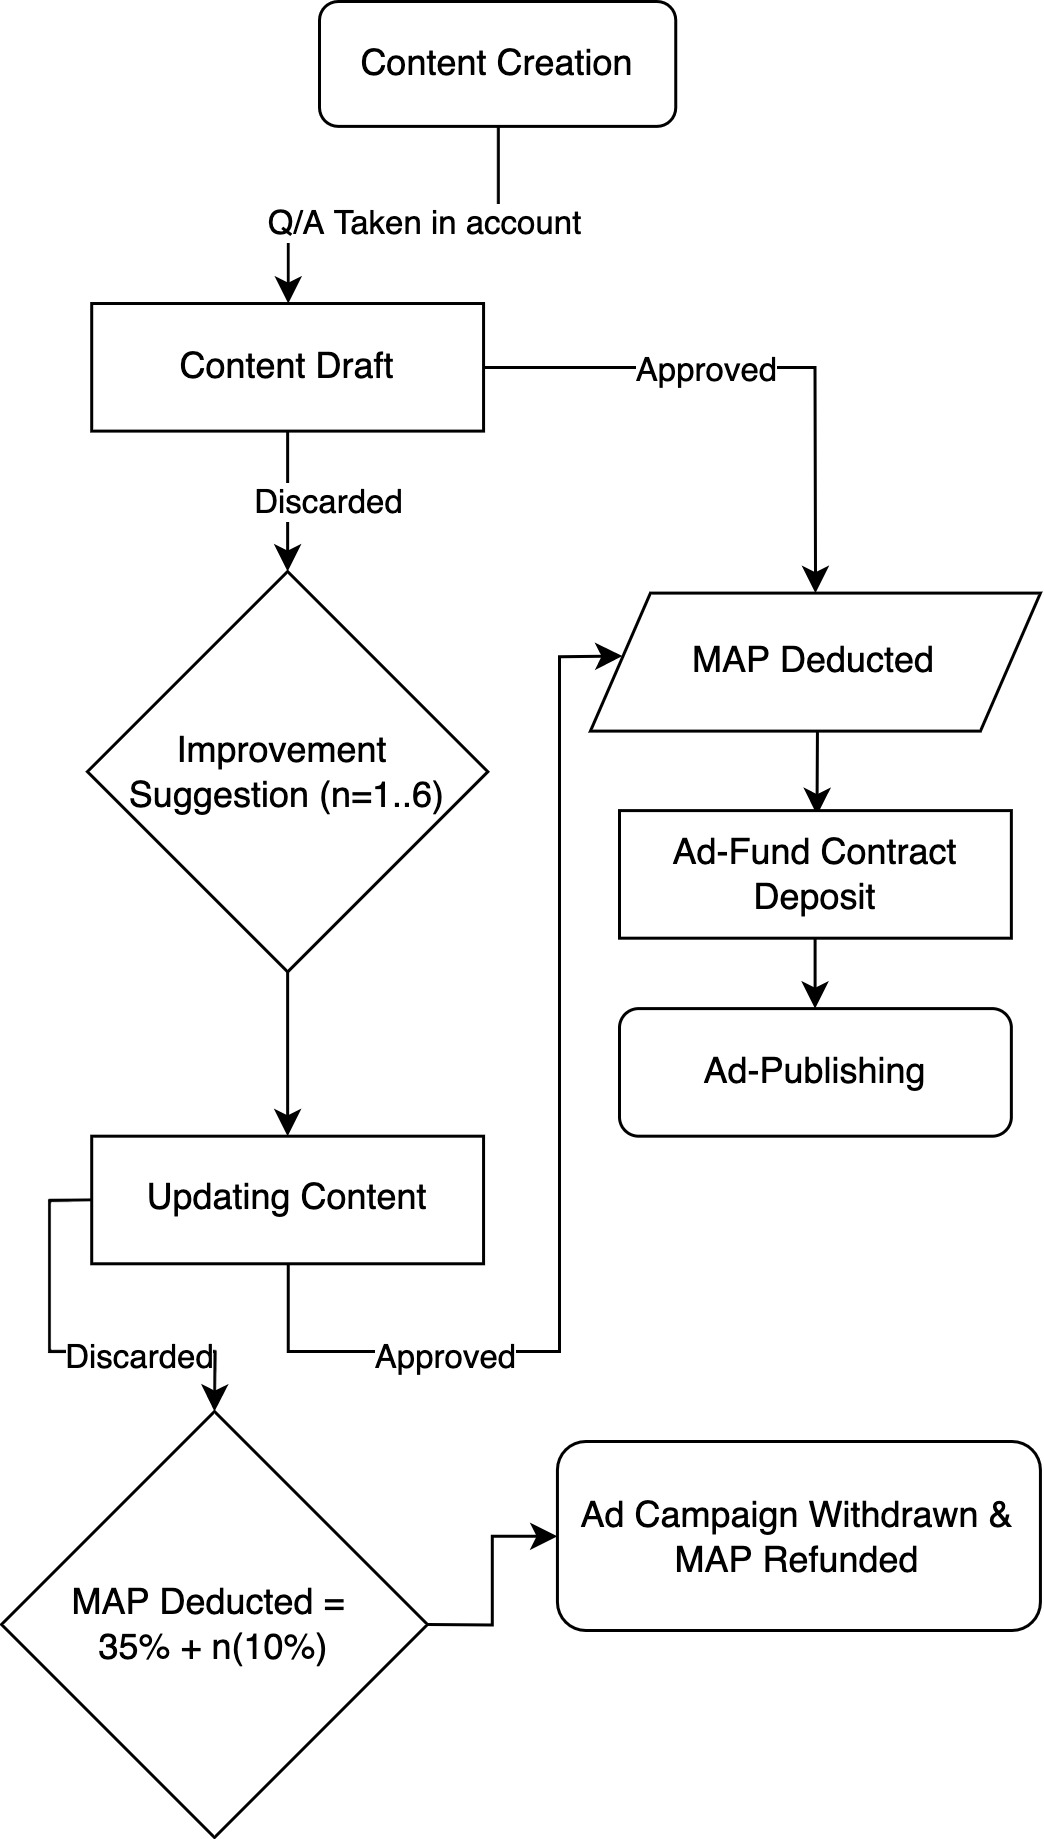 Content Creation
Q/A Taken in account
Content Draft
Approved
Discarded
Improvement
Suggestion (n=1..6)
MAP Deducted
Ad-Fund Contract
Deposit
Ad-Publishing
Updating Content
Discarded
Approved
MAP Deducted =
35% + n(10%)
Ad Campaign Withdrawn &
MAP Refunded